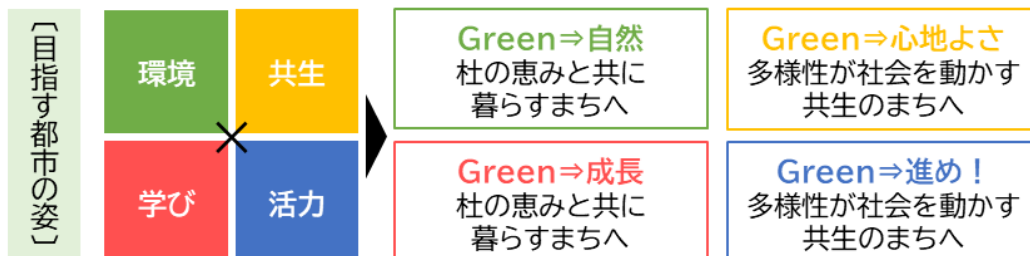 〔目指す都市の姿〕
環境
共生
×
学び
活力
Green⇒自然
杜の恵みと共に
暮らすまちへ
Green⇒心地よさ
多様性が社会を動かす
共生のまちへ
Green⇒成長
杜の恵みと共に
暮らすまちへ
Green⇒進め！
多様性が社会を動かす
共生のまちへ